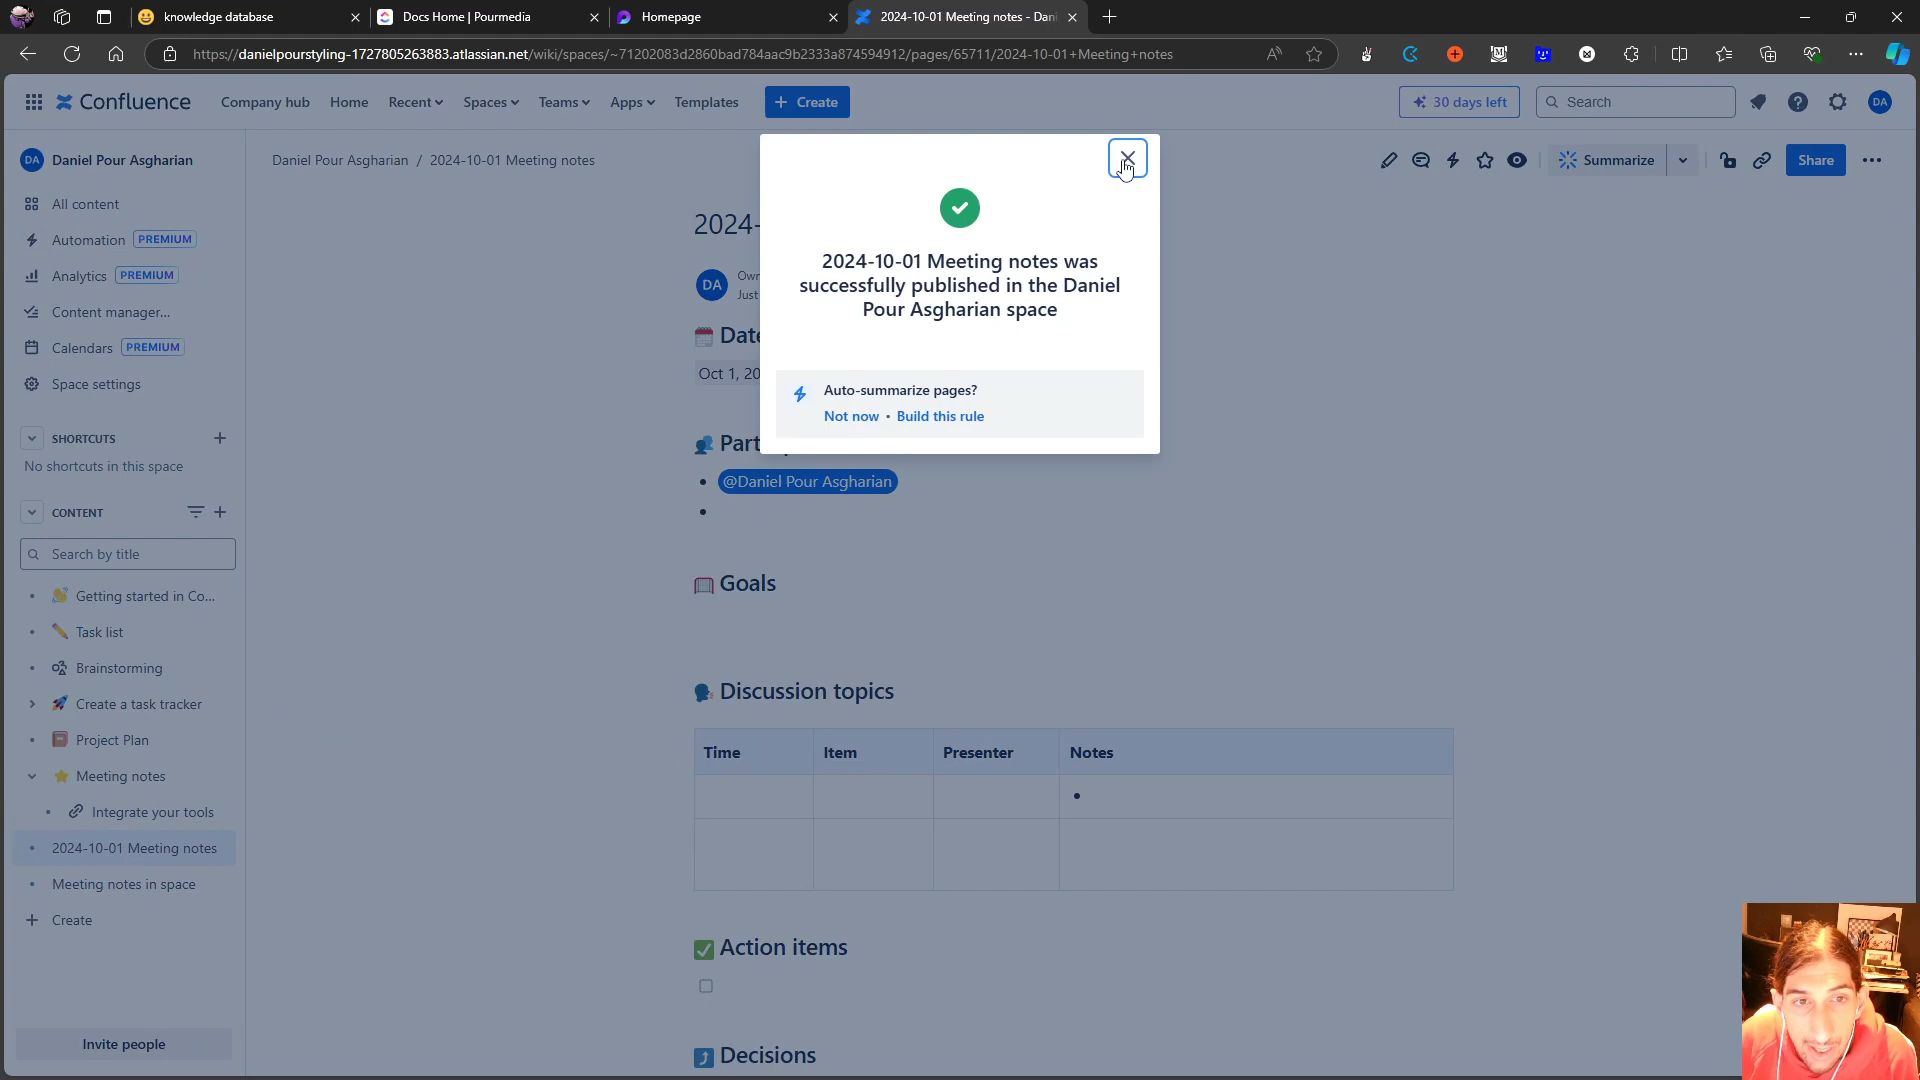 knowledge database
Docs Home | Pourmedia
Homepage
2024-10-01 Meeting notes - Dani
https://danielpourstyling-1727805263883.atlassian.net/wiki/spaces/~71202083d2860bad784aac9b2333a874594912/pages/65711/2024-10-01+Meeting+notes
Confluence
Company hub
Home
Recent
Spaces
Teams
Apps
Templates
Create
30 days left
Search
DA
DA Daniel Pour Asgharian
Daniel Pour Asgharian / 2024-10-01 Meeting notes
Summarize
Share
All content
Automation PREMIUM
Analytics PREMIUM
Content manager...
Calendars PREMIUM
Space settings
SHORTCUTS
No shortcuts in this space
CONTENT
Search by title
Getting started in Co...
Task list
Brainstorming
Create a task tracker
Project Plan
Meeting notes
Integrate your tools
2024-10-01 Meeting notes
Meeting notes in space
Create
Invite people
2024-
DA
Own
Just
Date
Oct 1, 20
Part
@Daniel Pour Asgharian
Goals
Discussion topics
Time Item Presenter Notes
Action items
Decisions
2024-10-01 Meeting notes was
successfully published in the Daniel
Pour Asgharian space
Auto-summarize pages?
Not now • Build this rule